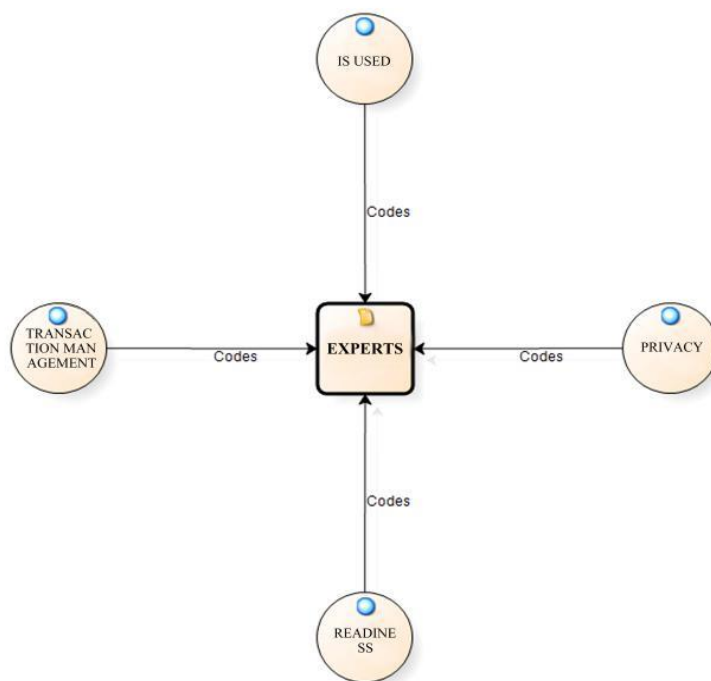 IS USED
Codes
TRANSAC
TION MAN
AGEMENT
Codes
EXPERTS
Codes
PRIVACY
Codes
READINE
SS